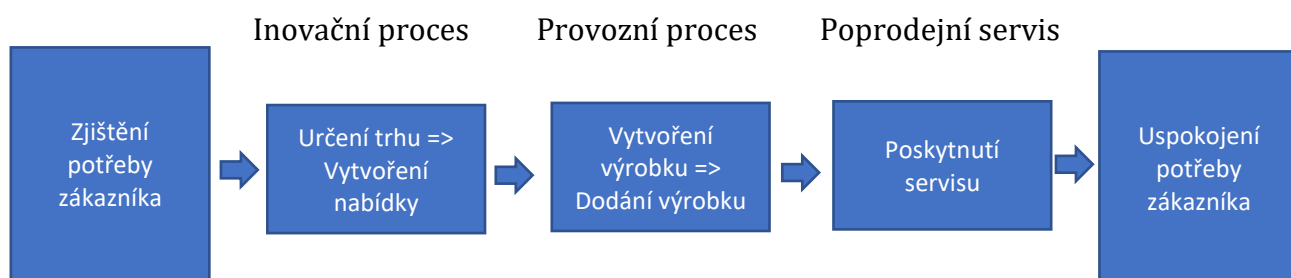 Inovační proces
Provozní proces
Poprodejní servis
Zjištění
potřeby
zákazníka
Určení trhu =>
Vytvoření
nabídky
Vytvoření
výrobku =>
Dodání výrobku
Poskytnutí
servisu
Uspokojení
potřeby
zákazníka